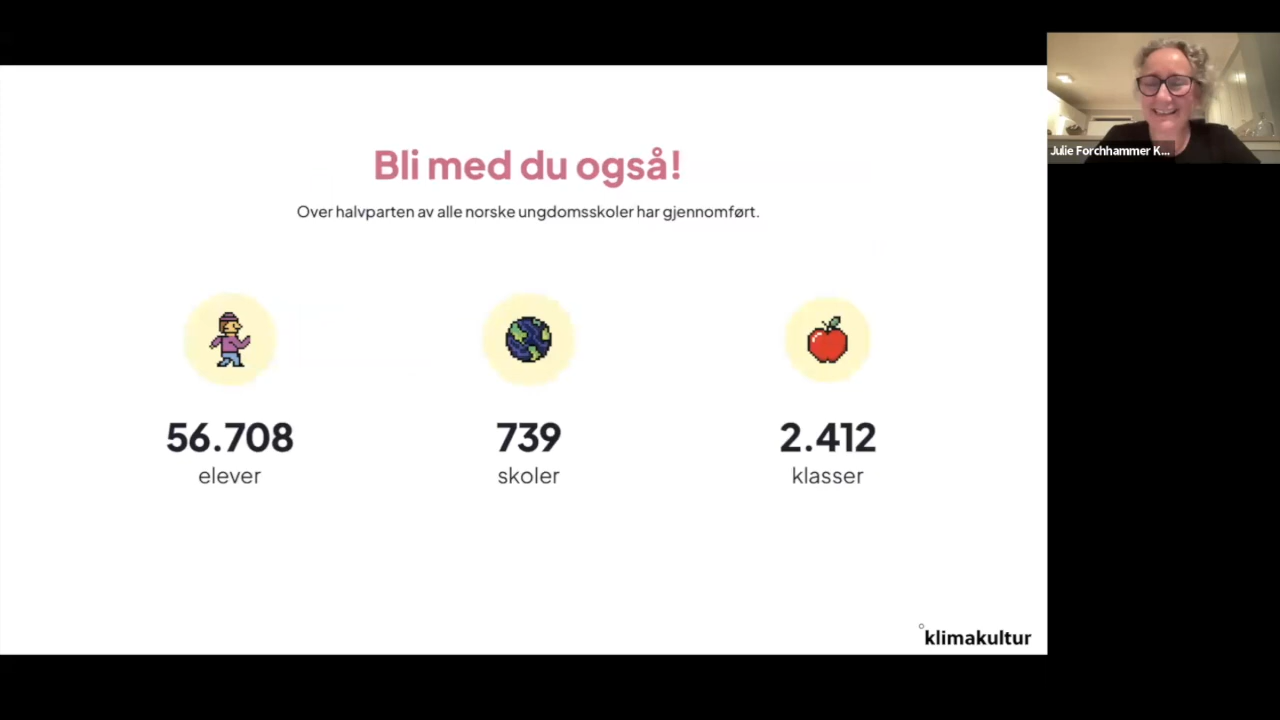 Bli med du også!
Over halvparten av alle norske ungdomsskoler har gjennomført.
56.708
elever
739
skoler
2.412
klasser
°klimakultur
Julie Forchhammer K...